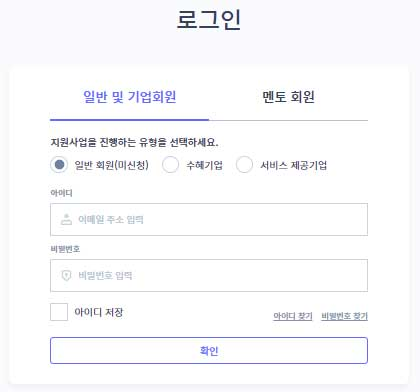 로그인
일반 및 기업회원
멘토 회원
지원사업을 진행하는 유형을 선택하세요.
일반 회원(미신청) 수혜기업 서비스 제공기업
아이디
이메일 주소 입력
비밀번호
비밀번호 입력
아이디 저장
아이디 찾기 비밀번호 찾기
확인